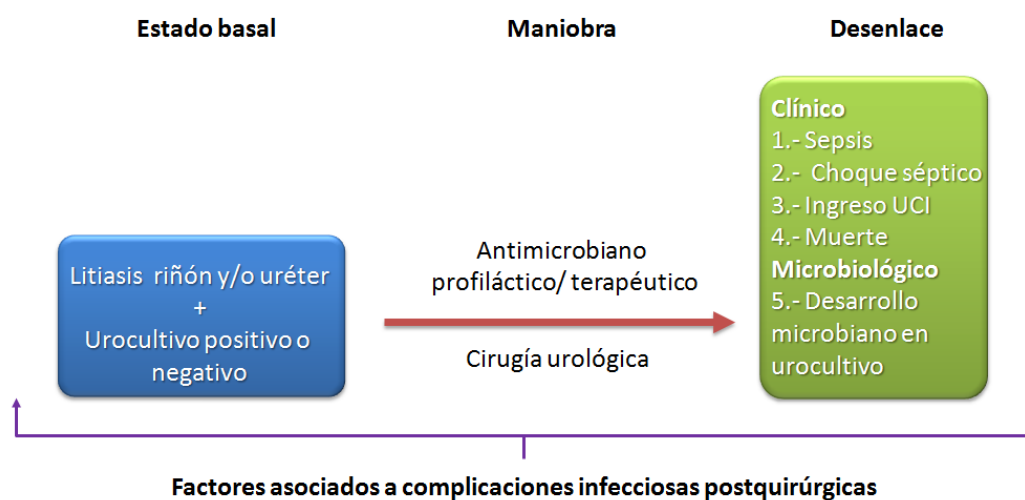 Estado basal
Maniobra
Desenlace
Litiasis riñón y/o uréter
+
Urocultivo positivo o
negativo
Antimicrobiano
profiláctico/ terapéutico
Cirugía urológica
Clínico
1.- Sepsis
2.- Choque séptico
3.- Ingreso UCI
4.- Muerte
Microbiológico
5.- Desarrollo
microbiano en
urocultivo
Factores asociados a complicaciones infecciosas postquirúrgicas